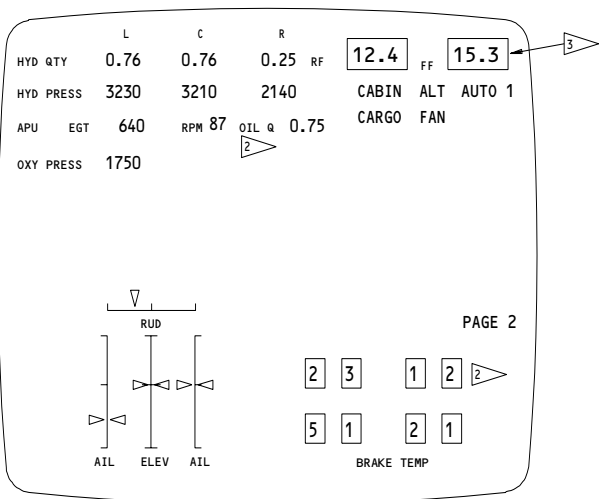 L C R
HYD QTY 0.76 0.76 0.25 RF 12.4 FF 15.3 3
HYD PRESS 3230 3210 2140 CABIN ALT AUTO 1
CARGO FAN
APU EGT 640 RPM 87 OIL Q 0.75
2
OXY PRESS 1750
RUD
PAGE 2
2 3 1 2 2
5 1 2 1
AIL ELEV AIL BRAKE TEMP